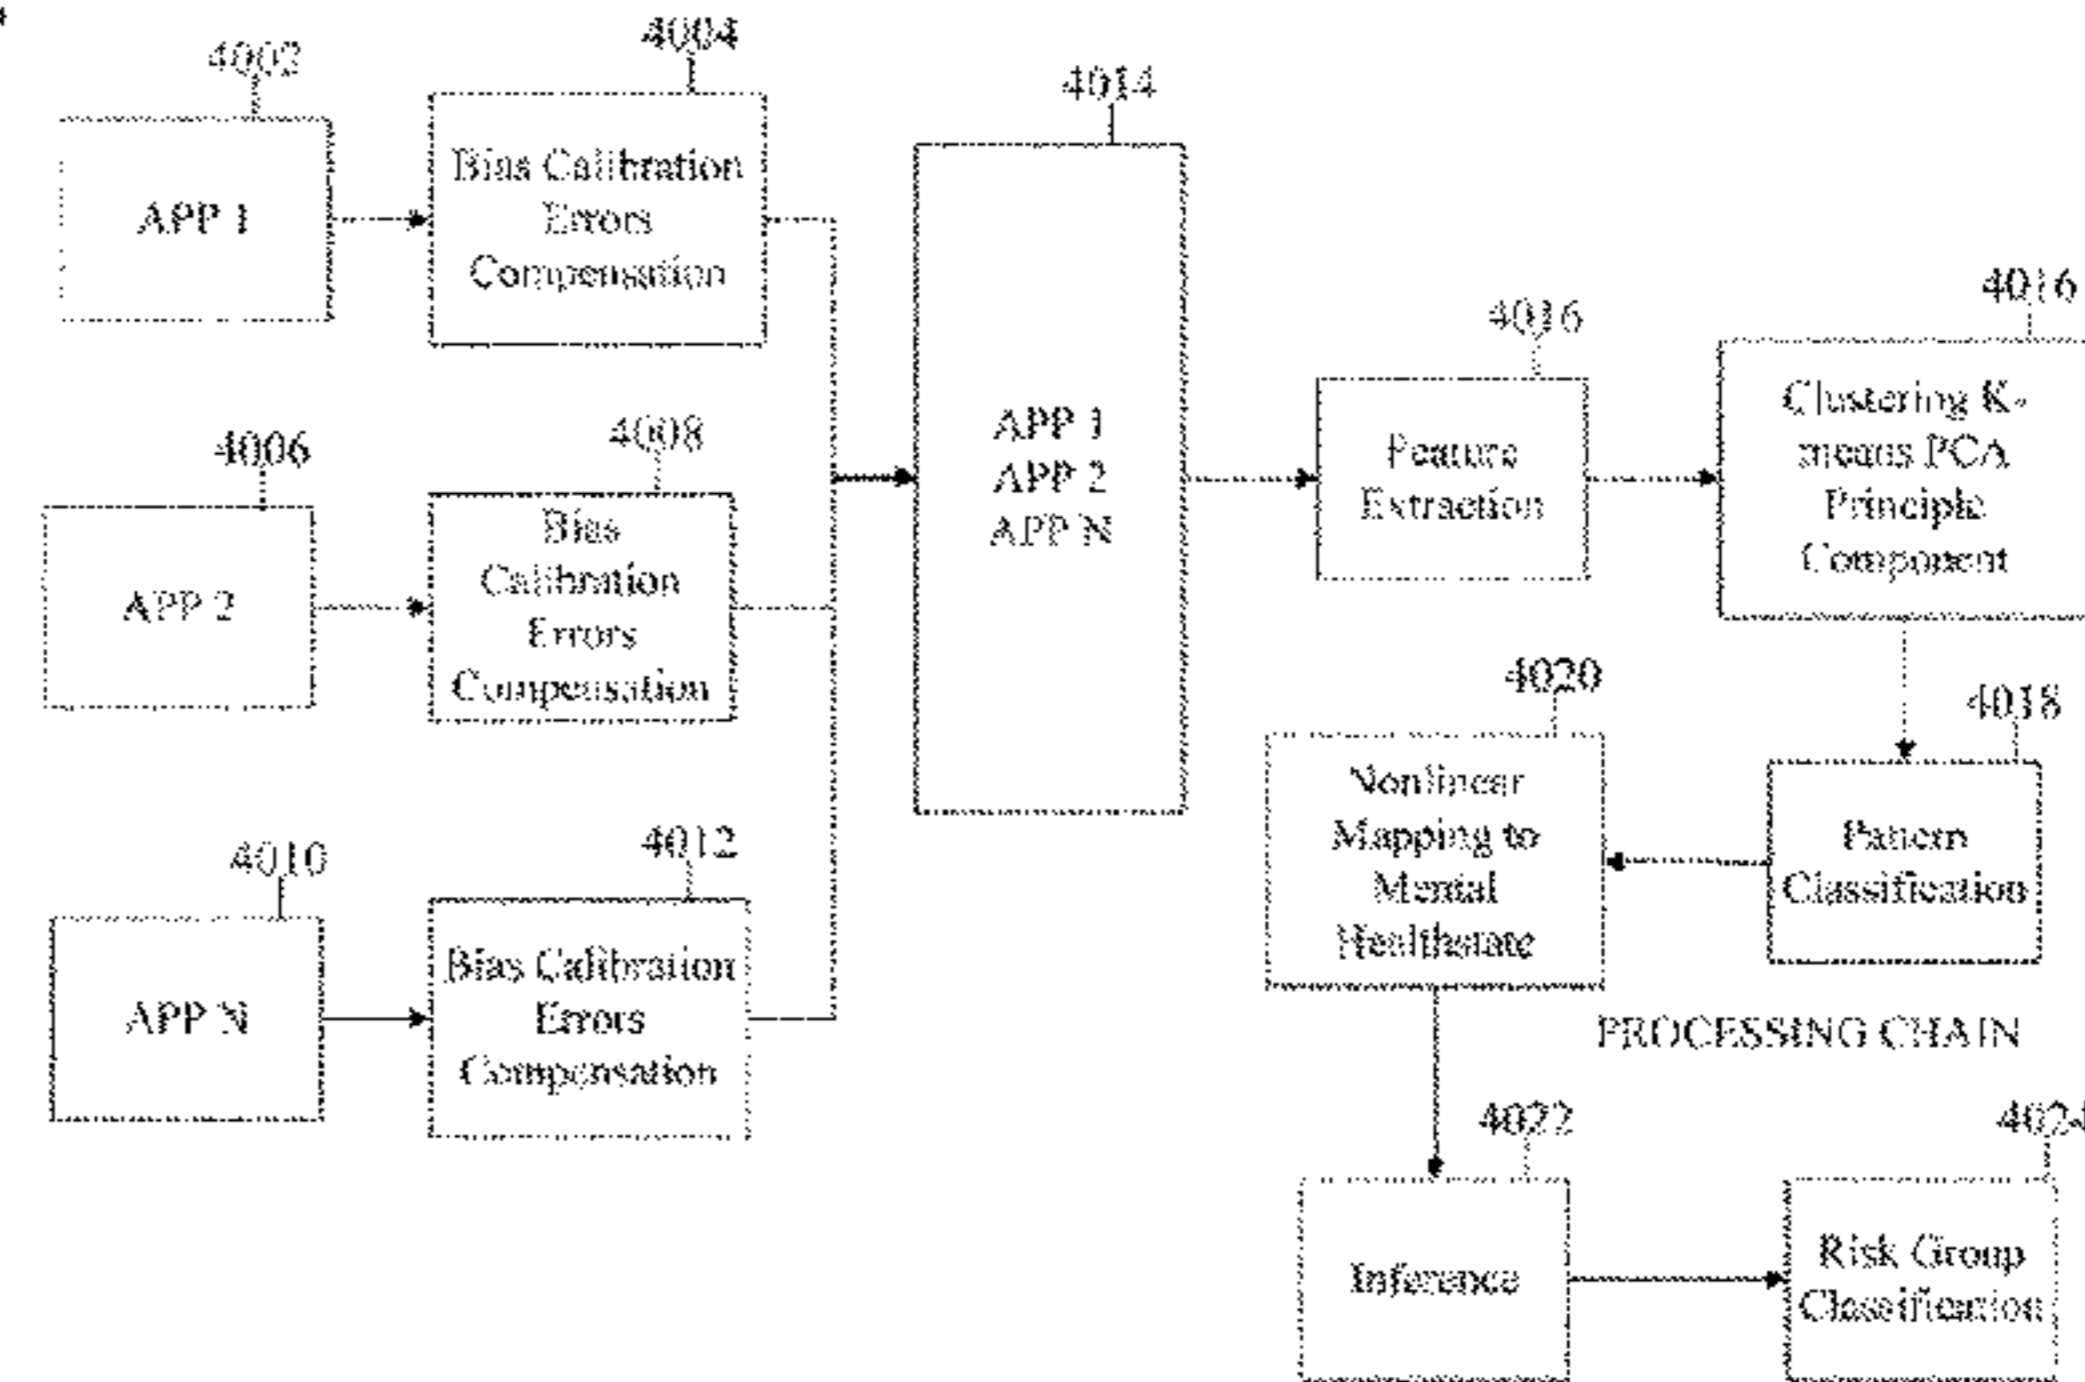 4002
APP 1
4004
Bias Calibration
Errors
Compensation
4006
APP 2
4008
Bias
Calibration
Errors
Compensation
4010
APP N
4012
Bias Calibration
Errors
Compensation
4014
APP 1
APP 2
APP N
4016
Feature
Extraction
4016
Clustering K-
means PCA
Principle
Component
4018
Pattern
Classification
4020
Nonlinear
Mapping to
Mental
Healthstate
PROCESSING CHAIN
4022
Inference
4024
Risk Group
Classification